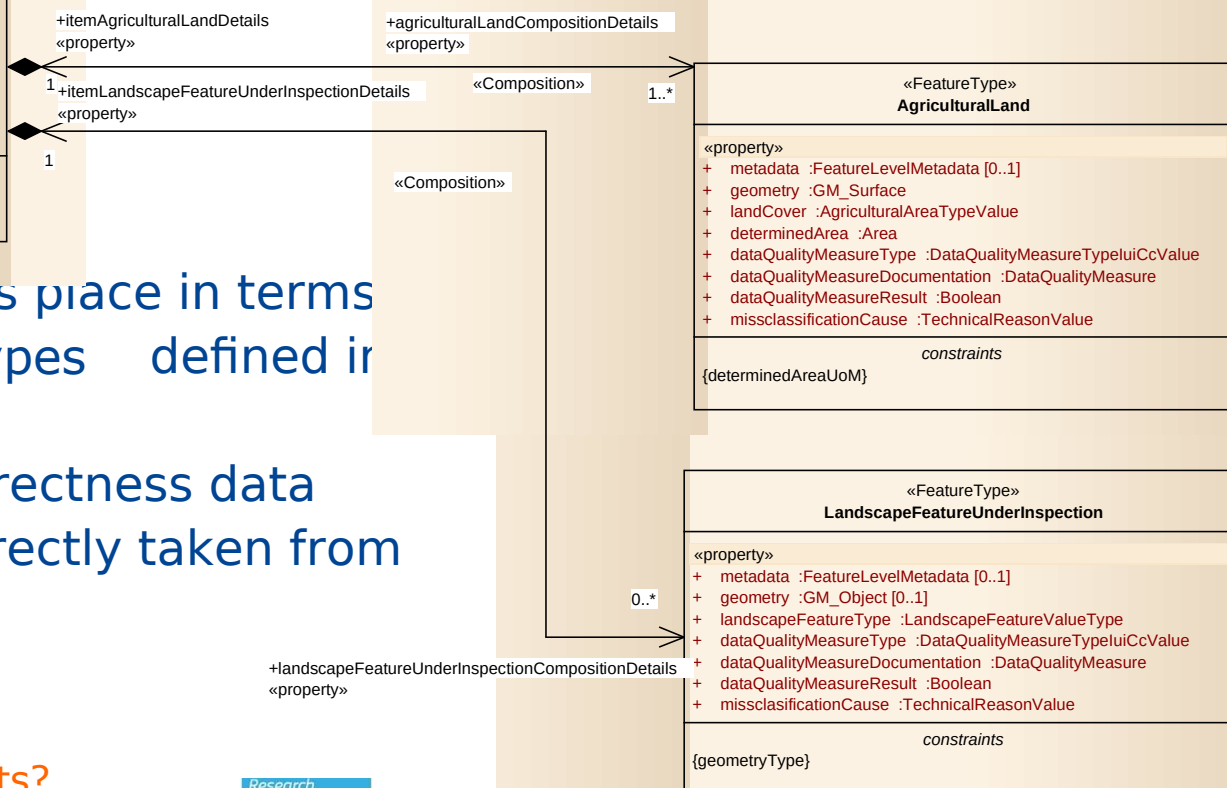 +itemAgriculturalLandDetails
«property»
+agriculturalLandCompositionDetails
«property»
1
«Composition»
1..*
+itemLandscapeFeatureUnderInspectionDetails
«property»
1
«Composition»
«FeatureType»
AgriculturalLand
«property»
+ metadata :FeatureLevelMetadata [0..1]
+ geometry :GM_Surface
+ landCover :AgriculturalAreaTypeValue
+ determinedArea :Area
+ dataQualityMeasureType :DataQualityMeasureTypeIuiCcValue
+ dataQualityMeasureDocumentation :DataQualityMeasure
+ dataQualityMeasureResult :Boolean
+ missclassificationCause :TechnicalReasonValue
constraints
{determinedAreaUoM}
s place in terms
ypes defined in
rectness data
rectly taken from
«FeatureType»
LandscapeFeatureUnderInspection
«property»
+ metadata :FeatureLevelMetadata [0..1]
+ geometry :GM_Object [0..1]
+ landscapeFeatureType :LandscapeFeatureValueType
+ dataQualityMeasureType :DataQualityMeasureTypeIuiCcValue
+ dataQualityMeasureDocumentation :DataQualityMeasure
+ dataQualityMeasureResult :Boolean
+ missclasificationCause :TechnicalReasonValue
constraints
{geometryType}
0..*
+landscapeFeatureUnderInspectionCompositionDetails
«property»
ts?
Research